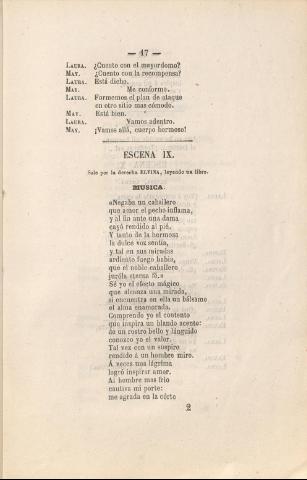 — 17 —
LAURA. ¿Cuento con el mayordomo?
MAY. ¿Cuento con la recompensa?
LAURA. Está dicho.
MAY. Me conformo.
LAURA. Formemos el plan de ataque
en otro sitio mas cómodo.
MAY. Está bien.
LAURA. Vamos adentro.
MAY. ¡Vamos allá, cuerpo hermoso!
ESCENA IX.
Sale por la derecha ELVINA, leyendo un libro.
MUSICA
«Negaba un caballero
que amor el pecho inflama,
y al fin ante una dama
cayó rendido al pié.
Y tanto de la hermosa
la dulce voz sentia,
y tal en sus miradas
ardiente fuego habia,
que el noble caballero
juróla eterna fé.»
Sé yo el efecto mágico
que alcanza una mirada,
si encuentra en ella un bálsamo
el alma enamorada.
Comprendo yo el contento
que inspira un blando acento:
de un rostro bello y lánguido
conozco yo el valor.
Tal vez con un suspiro
rendido á un hombre miro.
Á veces una lágrima
logró inspirar amor.
Al hombre mas frio
cautiva mi porte:
me agrada en la córte
2